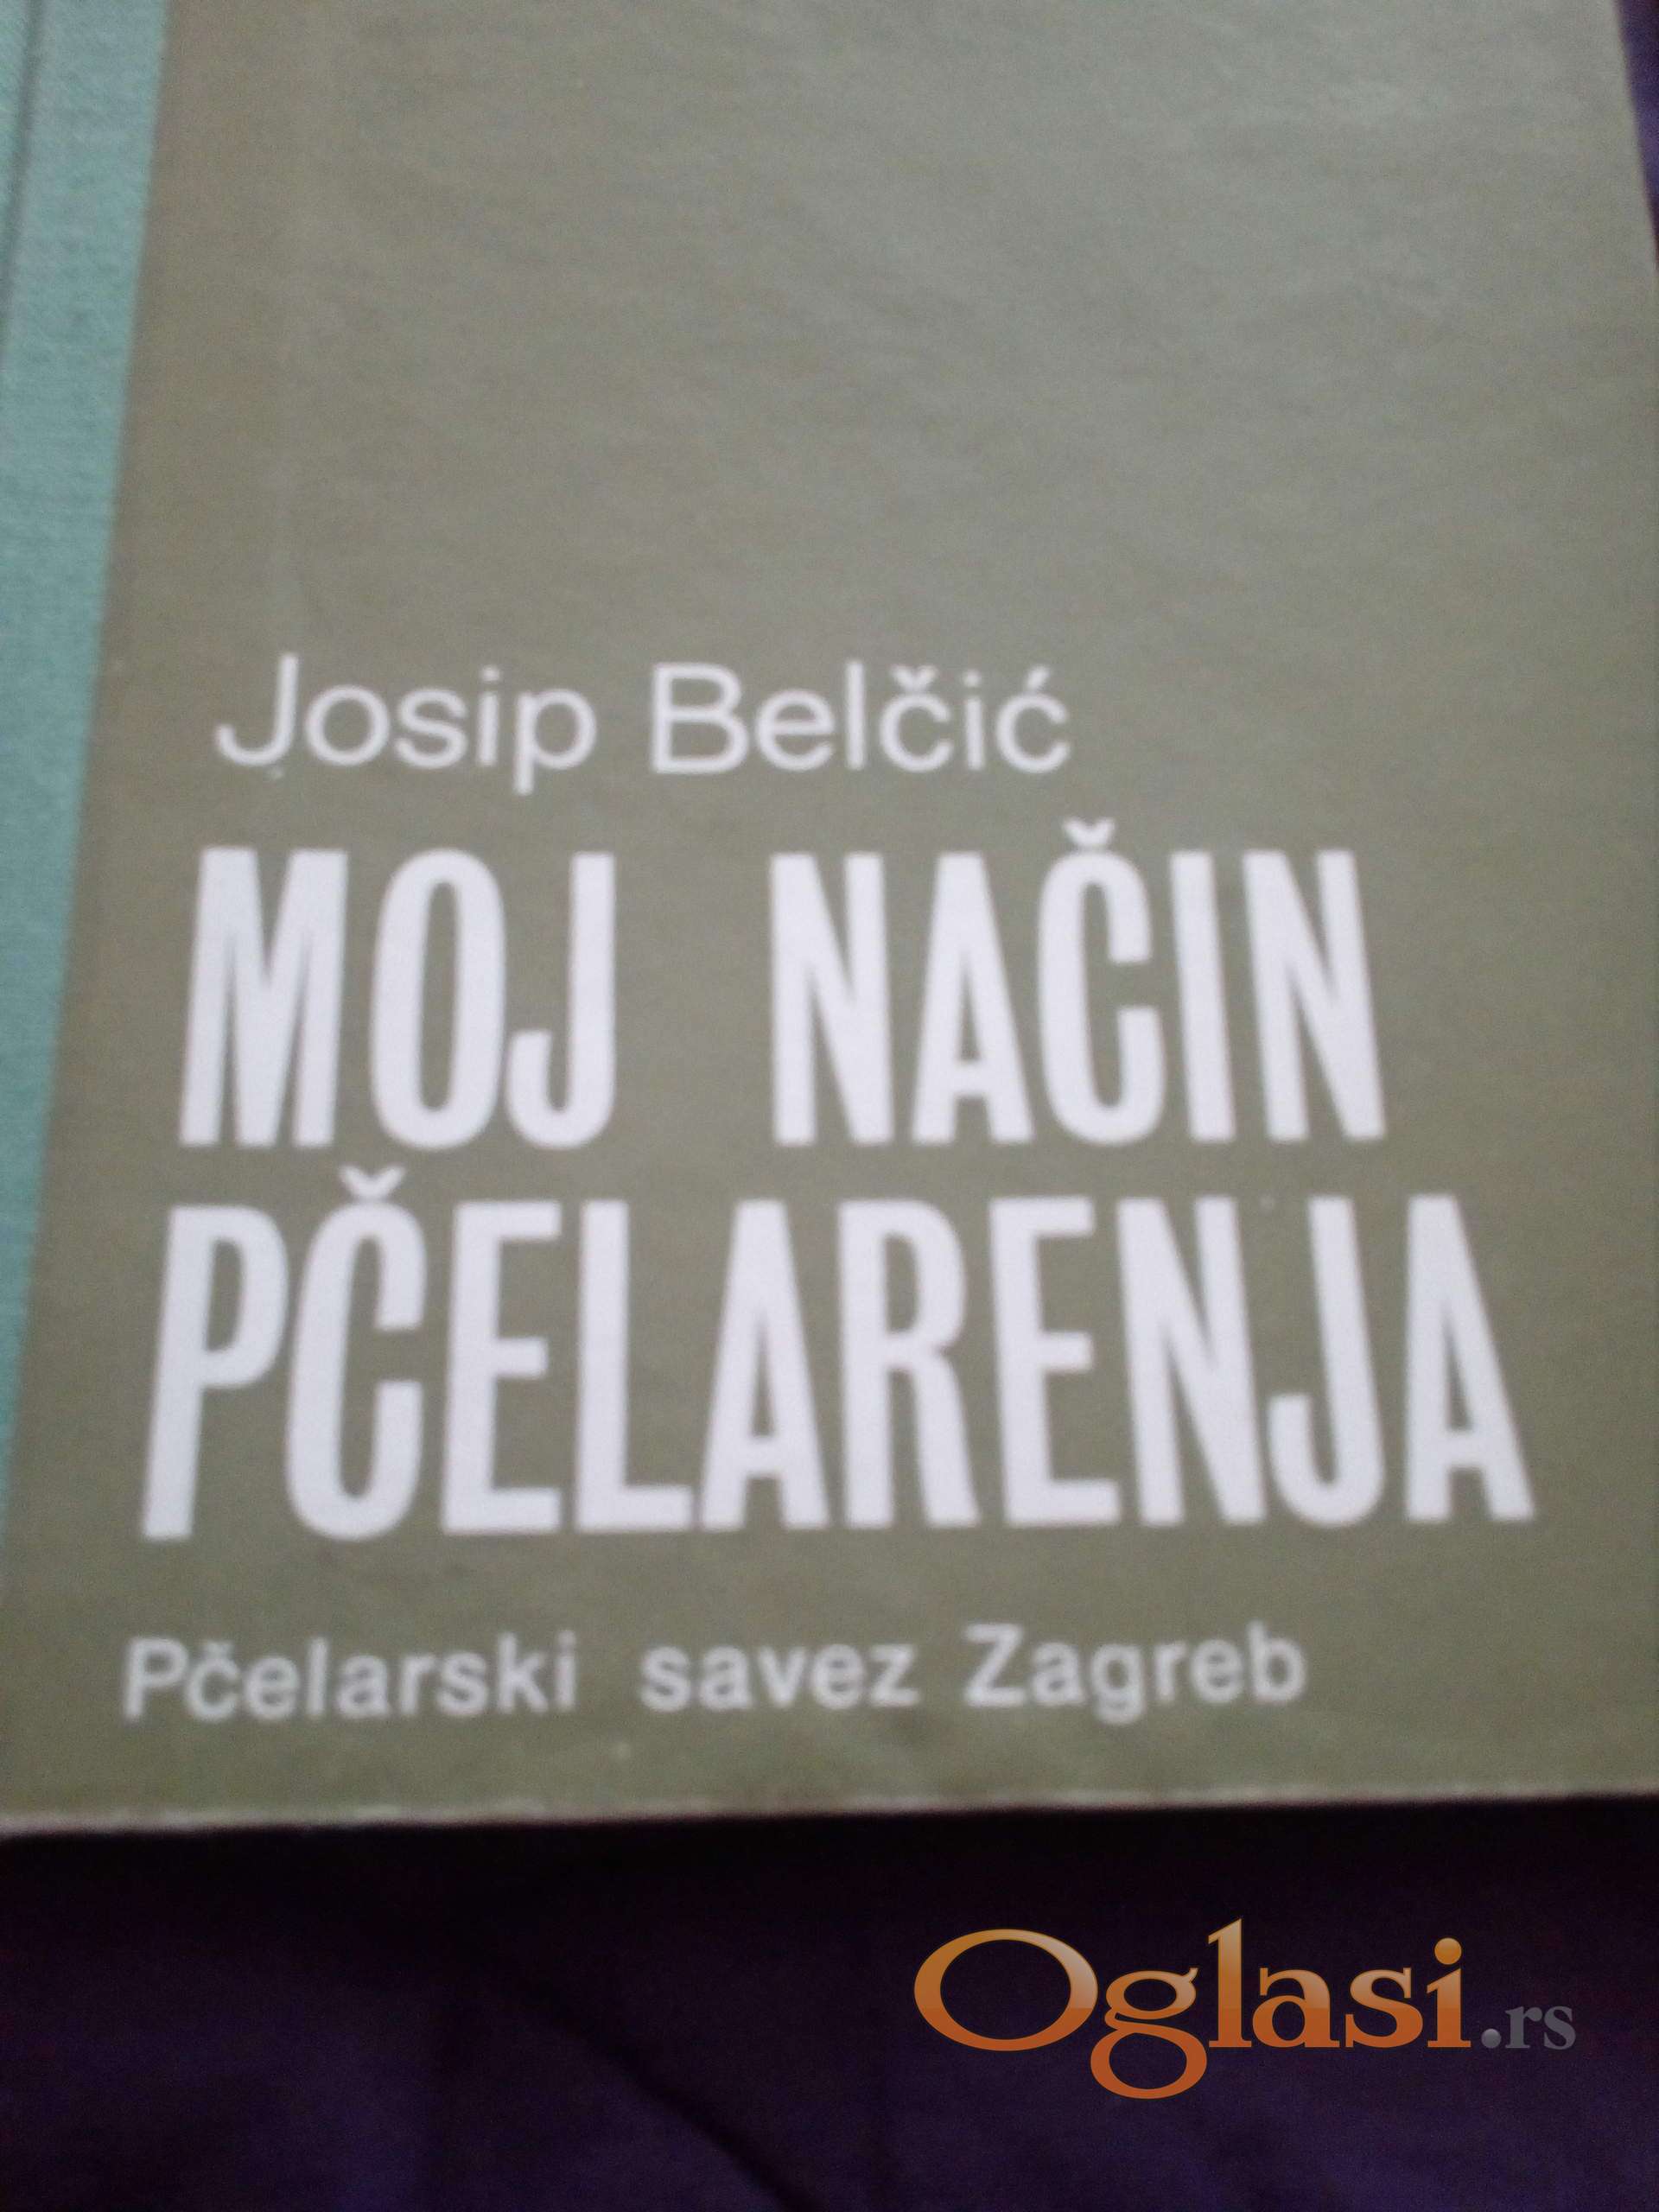 Josip Belčić
MOJ NAČIN
PČELARENJA
Pčelarski savez Zagreb
Oglasi.rs